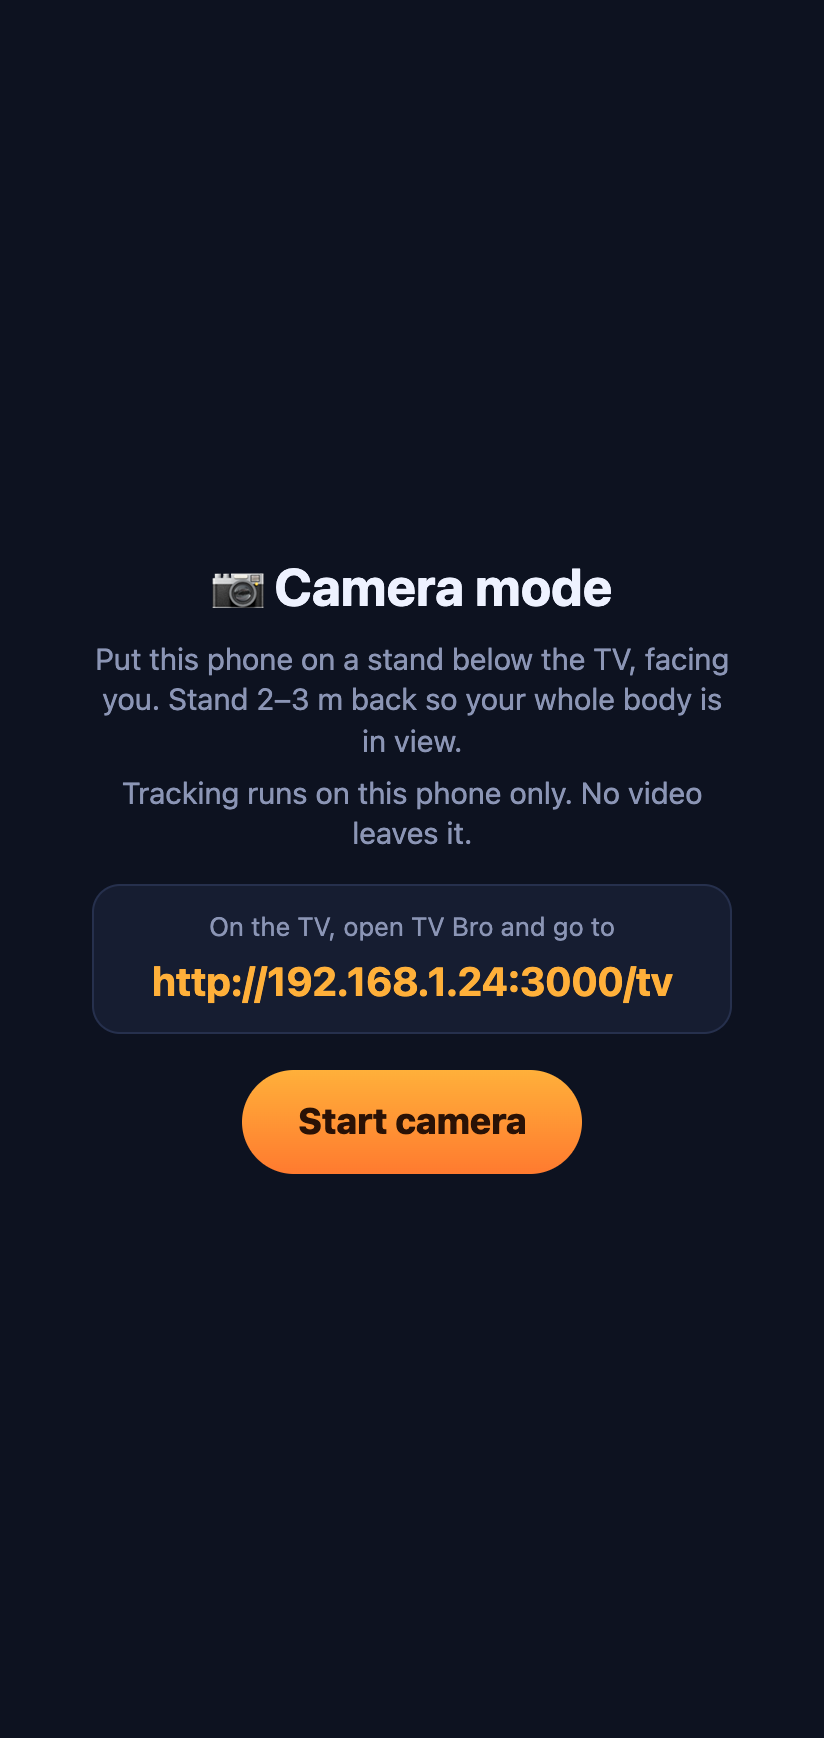 Camera mode
Put this phone on a stand below the TV, facing
you. Stand 2–3 m back so your whole body is
in view.
Tracking runs on this phone only. No video
leaves it.
On the TV, open TV Bro and go to
http://192.168.1.24:3000/tv
Start camera